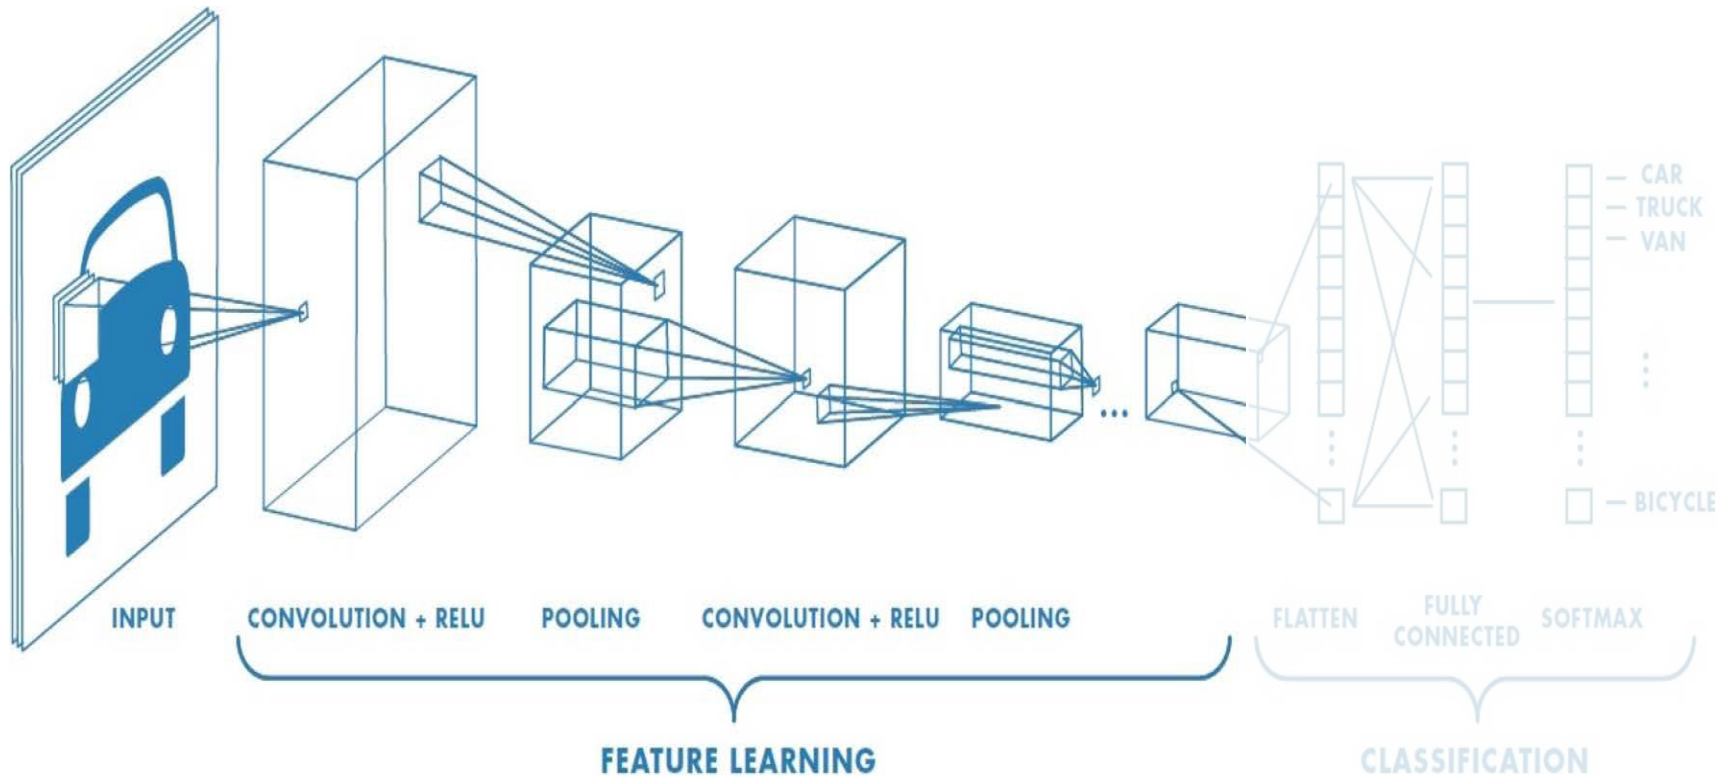 CAR
TRUCK
VAN
BICYCLE
INPUT
CONVOLUTION + RELU
POOLING
CONVOLUTION + RELU
POOLING
FLATTEN
FULLY
CONNECTED
SOFTMAX
FEATURE LEARNING
CLASSIFICATION